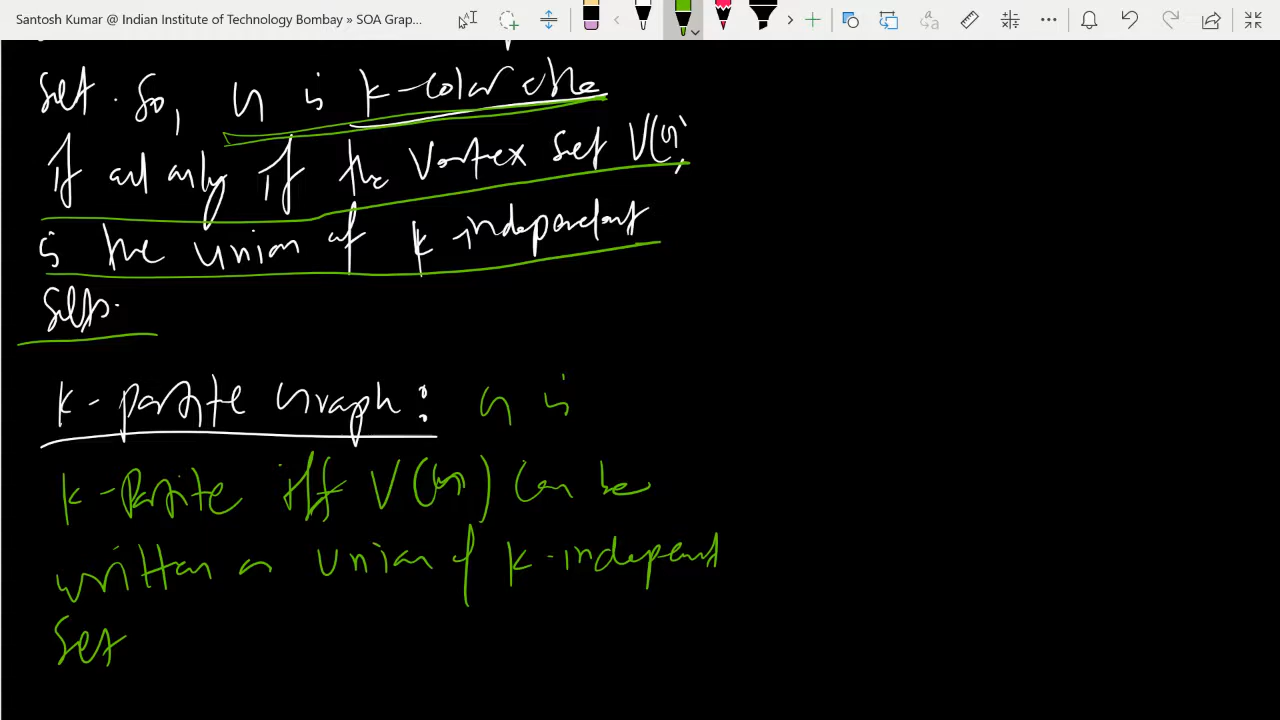 Santosh Kumar @ Indian Institute of Technology Bombay » SOA Grap...
Set. So, G is k-colorable
If and only if the Vertex set V(G),
is the union of k independent
Sets.
k-partite Graph: G is
k-Partite iff V(G) can be
written as union of k-indepent
Set